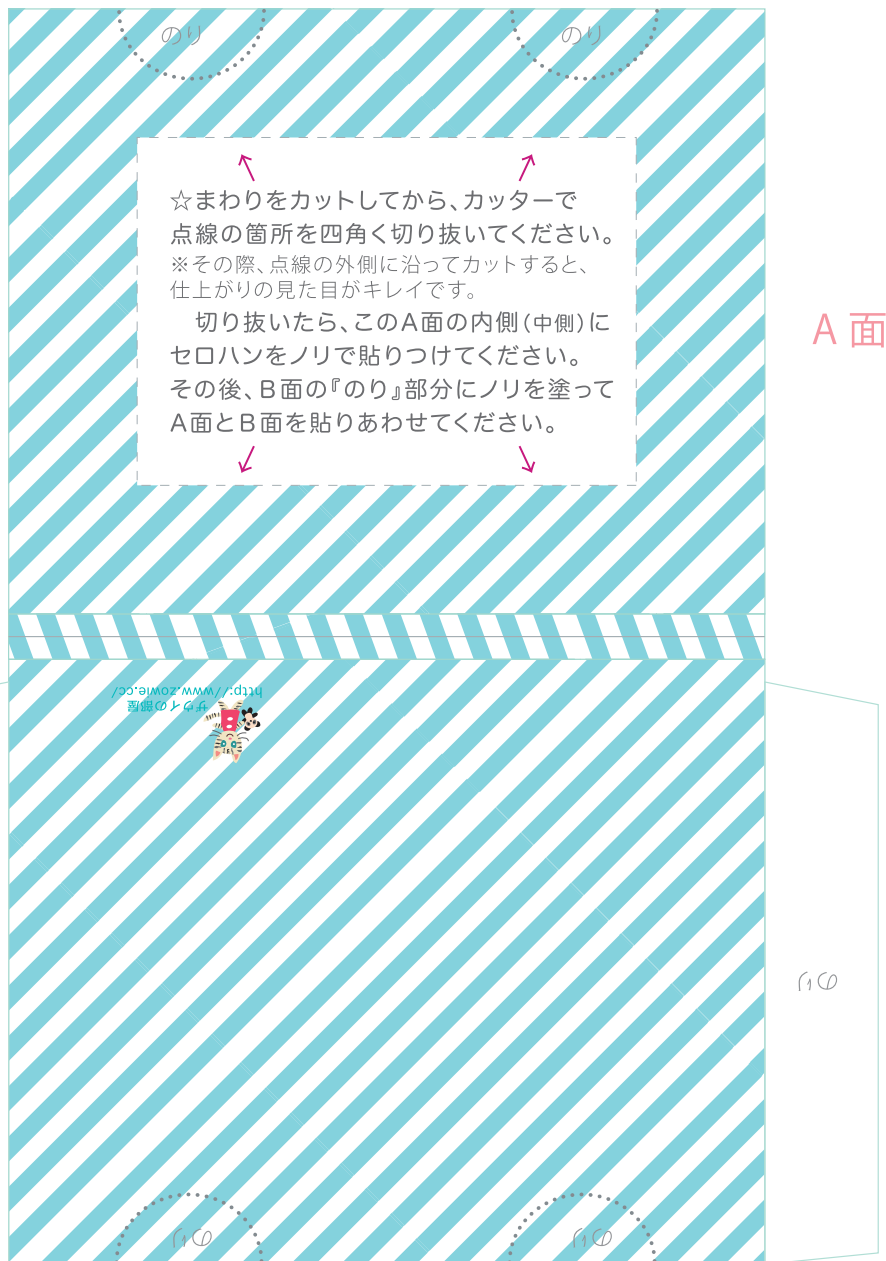 のり
のり
☆まわりをカットしてから、カッターで
点線の箇所を四角く切り抜いてください。
※その際、点線の外側に沿ってカットすると、
仕上がりの見た目がキレイです。
切り抜いたら、このA面の内側（中側）に
セロハンをノリで貼りつけてください。
その後、B面の『のり』部分にノリを塗って
A面とB面を貼りあわせてください。
A面
http://www.zowie.cc/
ザウイの部屋
のり
のり
のり